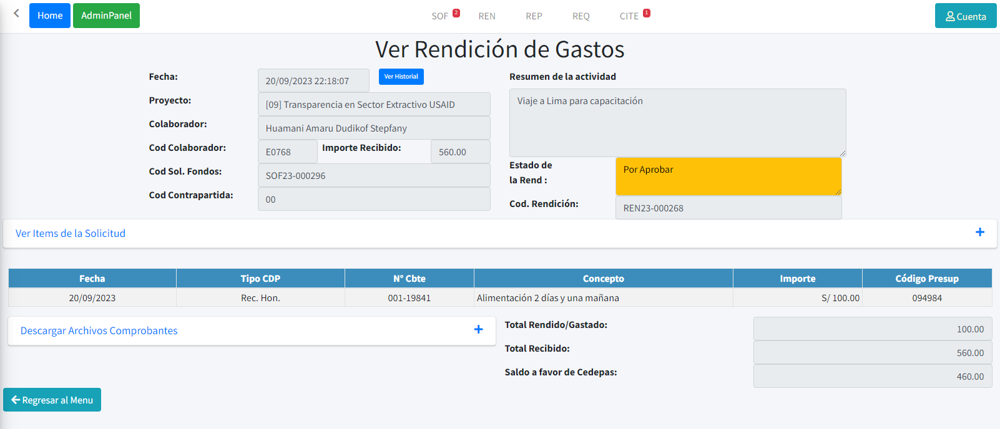 Home AdminPanel SOF 2 REN REP REQ CITE 1 Cuenta
Ver Rendición de Gastos
Fecha: 20/09/2023 22:18:07 Ver Historial
Proyecto: [09] Transparencia en Sector Extractivo USAID
Colaborador: Huamani Amaru Dudikof Stepfany
Cod Colaborador: E0768 Importe Recibido: 560.00
Cod Sol. Fondos: SOF23-000296
Cod Contrapartida: 00
Resumen de la actividad
Viaje a Lima para capacitación
Estado de
la Rend : Por Aprobar
Cod. Rendición: REN23-000268
Ver Items de la Solicitud
Fecha Tipo CDP N° Cbte Concepto Importe Código Presup
20/09/2023 Rec. Hon. 001-19841 Alimentación 2 días y una mañana S/ 100.00 094984
Descargar Archivos Comprobantes
Total Rendido/Gastado: 100.00
Total Recibido: 560.00
Saldo a favor de Cedepas: 460.00
Regresar al Menu